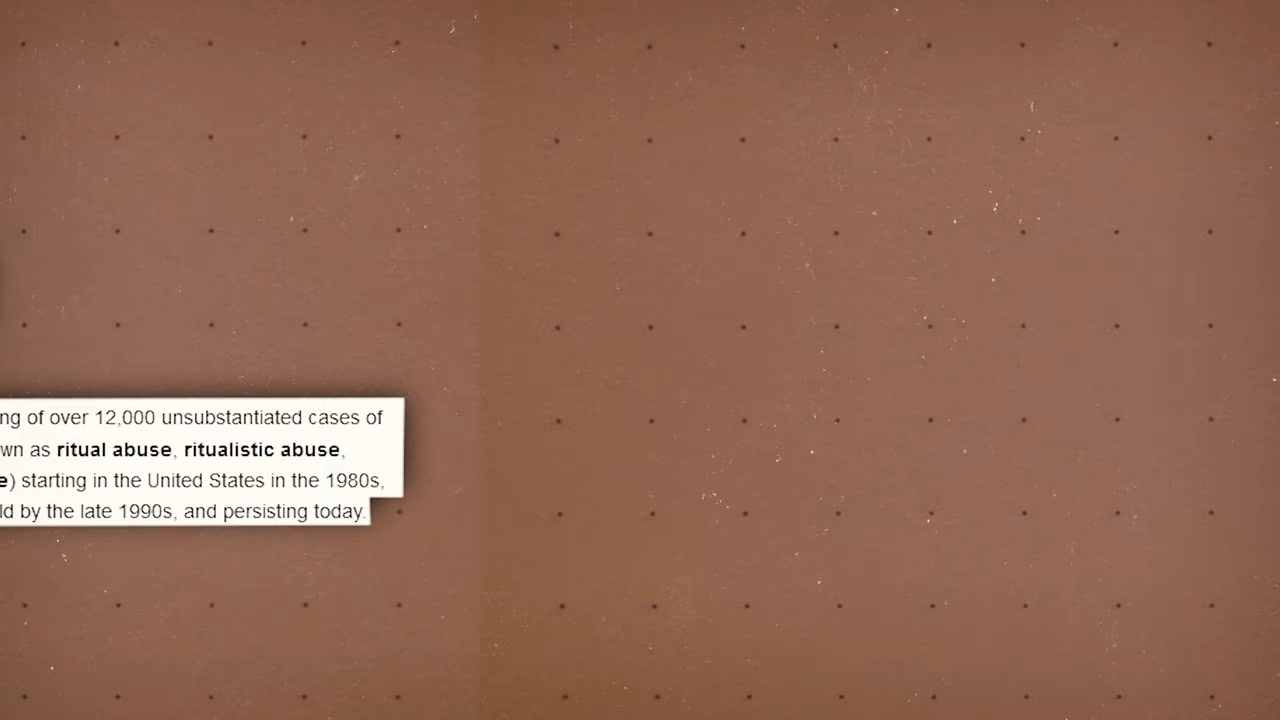 ng of over 12,000 unsubstantiated cases of
wn as ritual abuse, ritualistic abuse,
e) starting in the United States in the 1980s,
ld by the late 1990s, and persisting today.